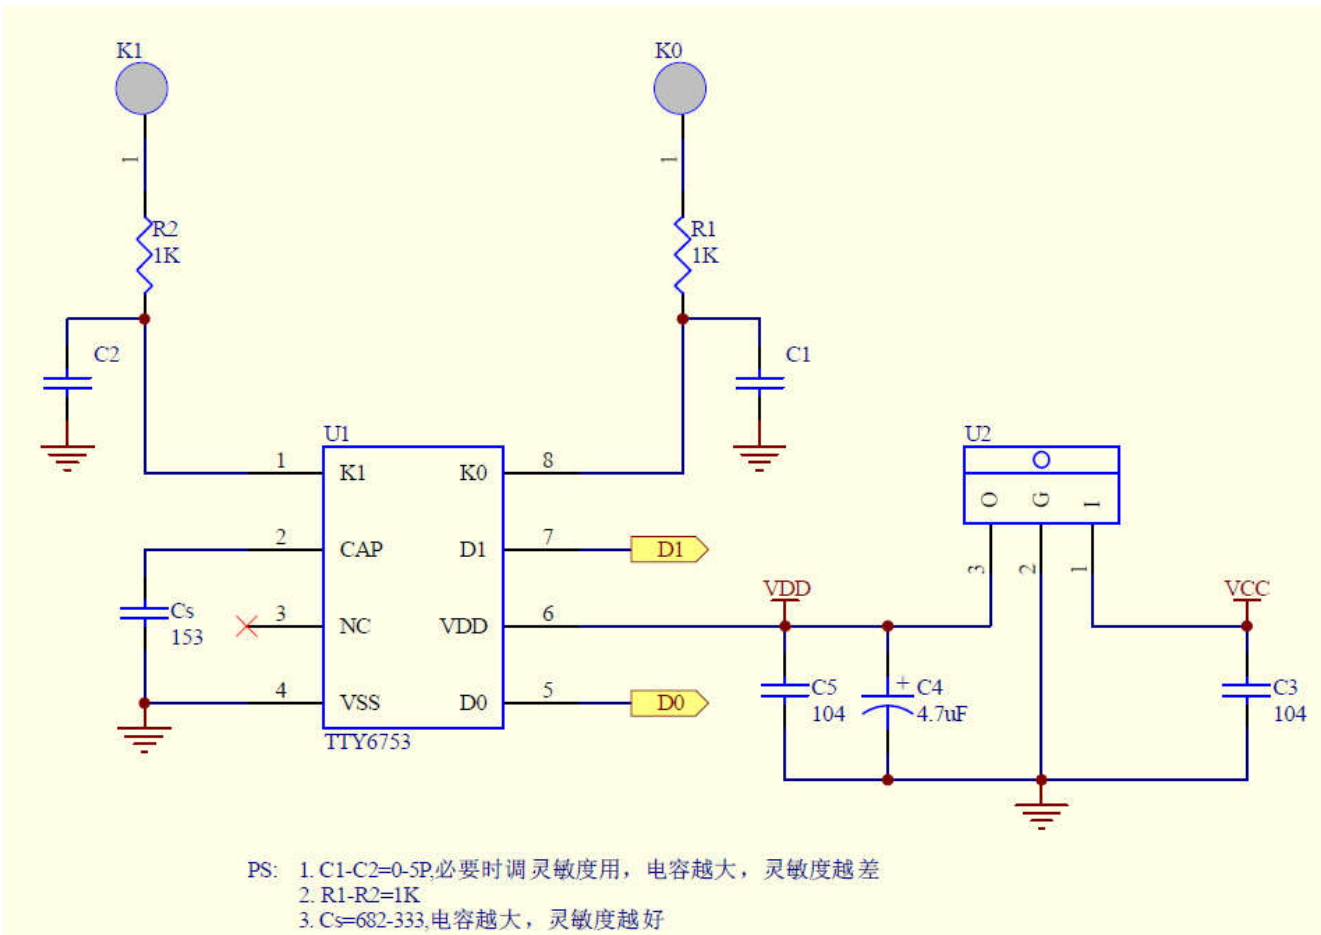 K1
K0
1
1
R2
1K
R1
1K
C2
C1
U1
U2
1
K1
K0
8
O
G
I
2
CAP
D1
7
D1
3
2
1
VDD
VCC
Cs
153
3
NC
VDD
6
C5
104
+
C4
4.7uF
C3
104
4
VSS
D0
5
D0
TTY6753
PS: 1. C1-C2=0-5P,必要时调灵敏度用，电容越大，灵敏度越差
2. R1-R2=1K
3. Cs=682-333,电容越大，灵敏度越好